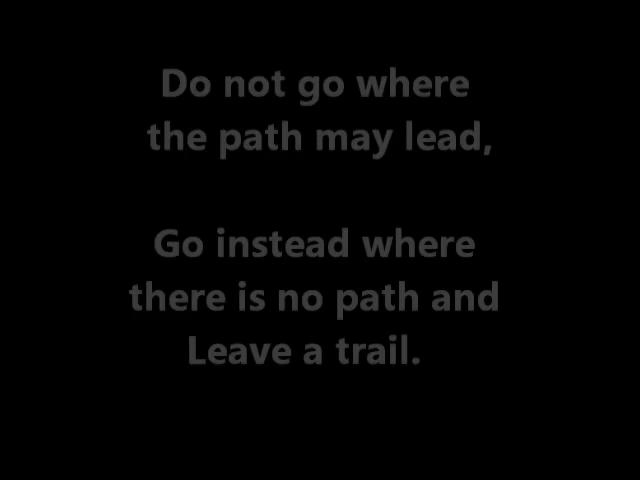 Do not go where
the path may lead,
Go instead where
there is no path and
Leave a trail.